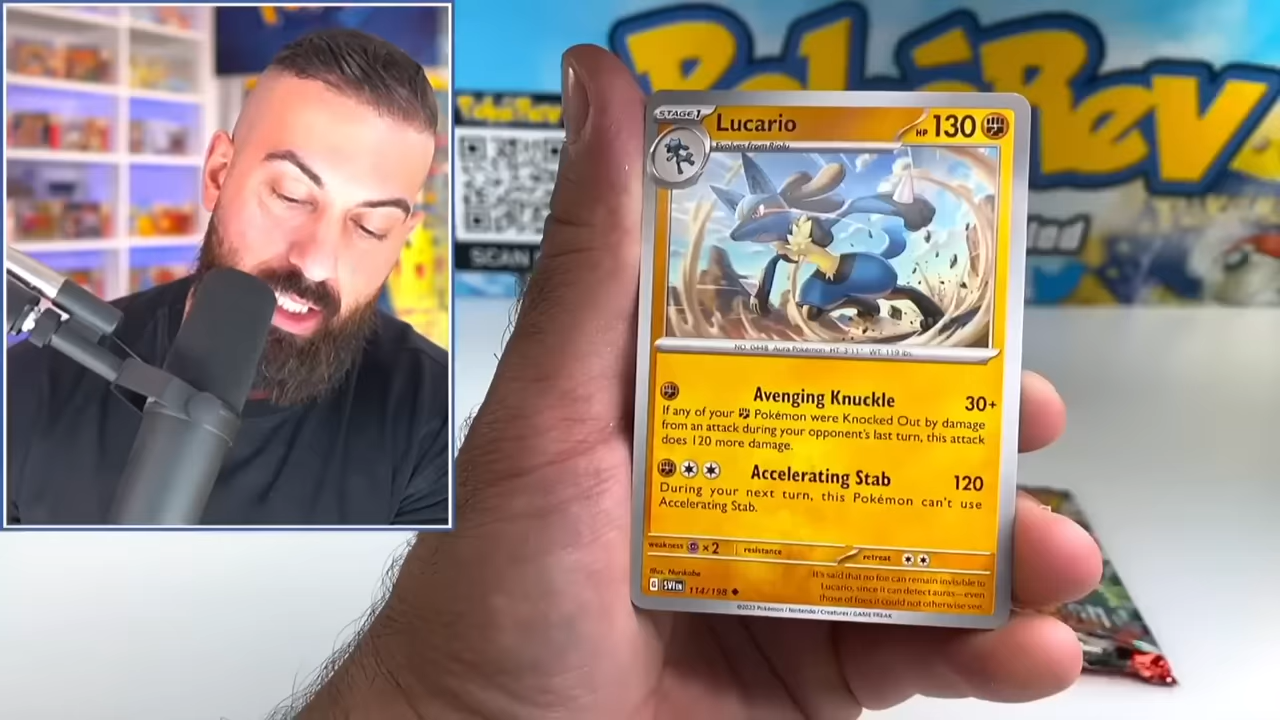 PokéRev
PokéRev
SCAN
STAGE 1
Lucario
HP 130
Evolves from Riolu
NO. 0448 Aura Pokémon HT: 3'11" WT: 119 lbs.
Avenging Knuckle 30+
If any of your Pokémon were Knocked Out by damage
from an attack during your opponent's last turn, this attack
does 120 more damage.
Accelerating Stab 120
During your next turn, this Pokémon can't use
Accelerating Stab.
weakness ×2 resistance retreat
Illus. Nurikabe
G SVI EN 114/198
It's said that no foe can remain invisible to
Lucario, since it can detect auras—even
those of foes it could not otherwise see.
©2023 Pokémon / Nintendo / Creatures / GAME FREAK